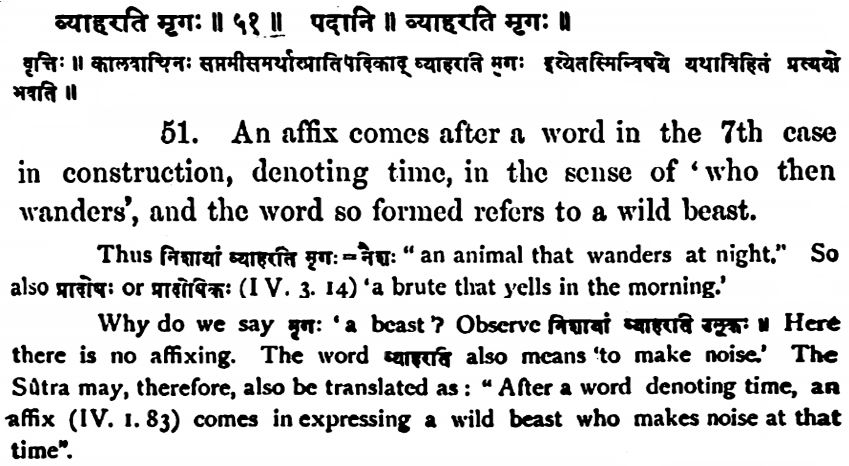 व्याहरति मृगः ॥ ५१ ॥ पदानि ॥ व्याहरति मृगः ॥
वृत्तिः ॥ कालवाचिनः सप्तमीसमर्थात्प्रातिपदिकाद् व्याहरति मृगः इत्येतस्मिन्विषये यथाविहितं प्रत्ययो
भवति ॥
51. An affix comes after a word in the 7th case
in construction, denoting time, in the sense of ‘who then
wanders’, and the word so formed refers to a wild beast.
Thus निशायां व्याहरति मृगः = नैशः “an animal that wanders at night.” So
also प्रादोषः or प्रादोषिकः (IV. 3. 14) ‘a brute that yells in the morning.’
Why do we say मृगः ‘a beast’? Observe निशायां व्याहरति उलूकः ॥ Here
there is no affixing. The word व्याहरति also means ‘to make noise.’ The
Sûtra may, therefore, also be translated as: “After a word denoting time, an
affix (IV. 1. 83) comes in expressing a wild beast who makes noise at that
time”.